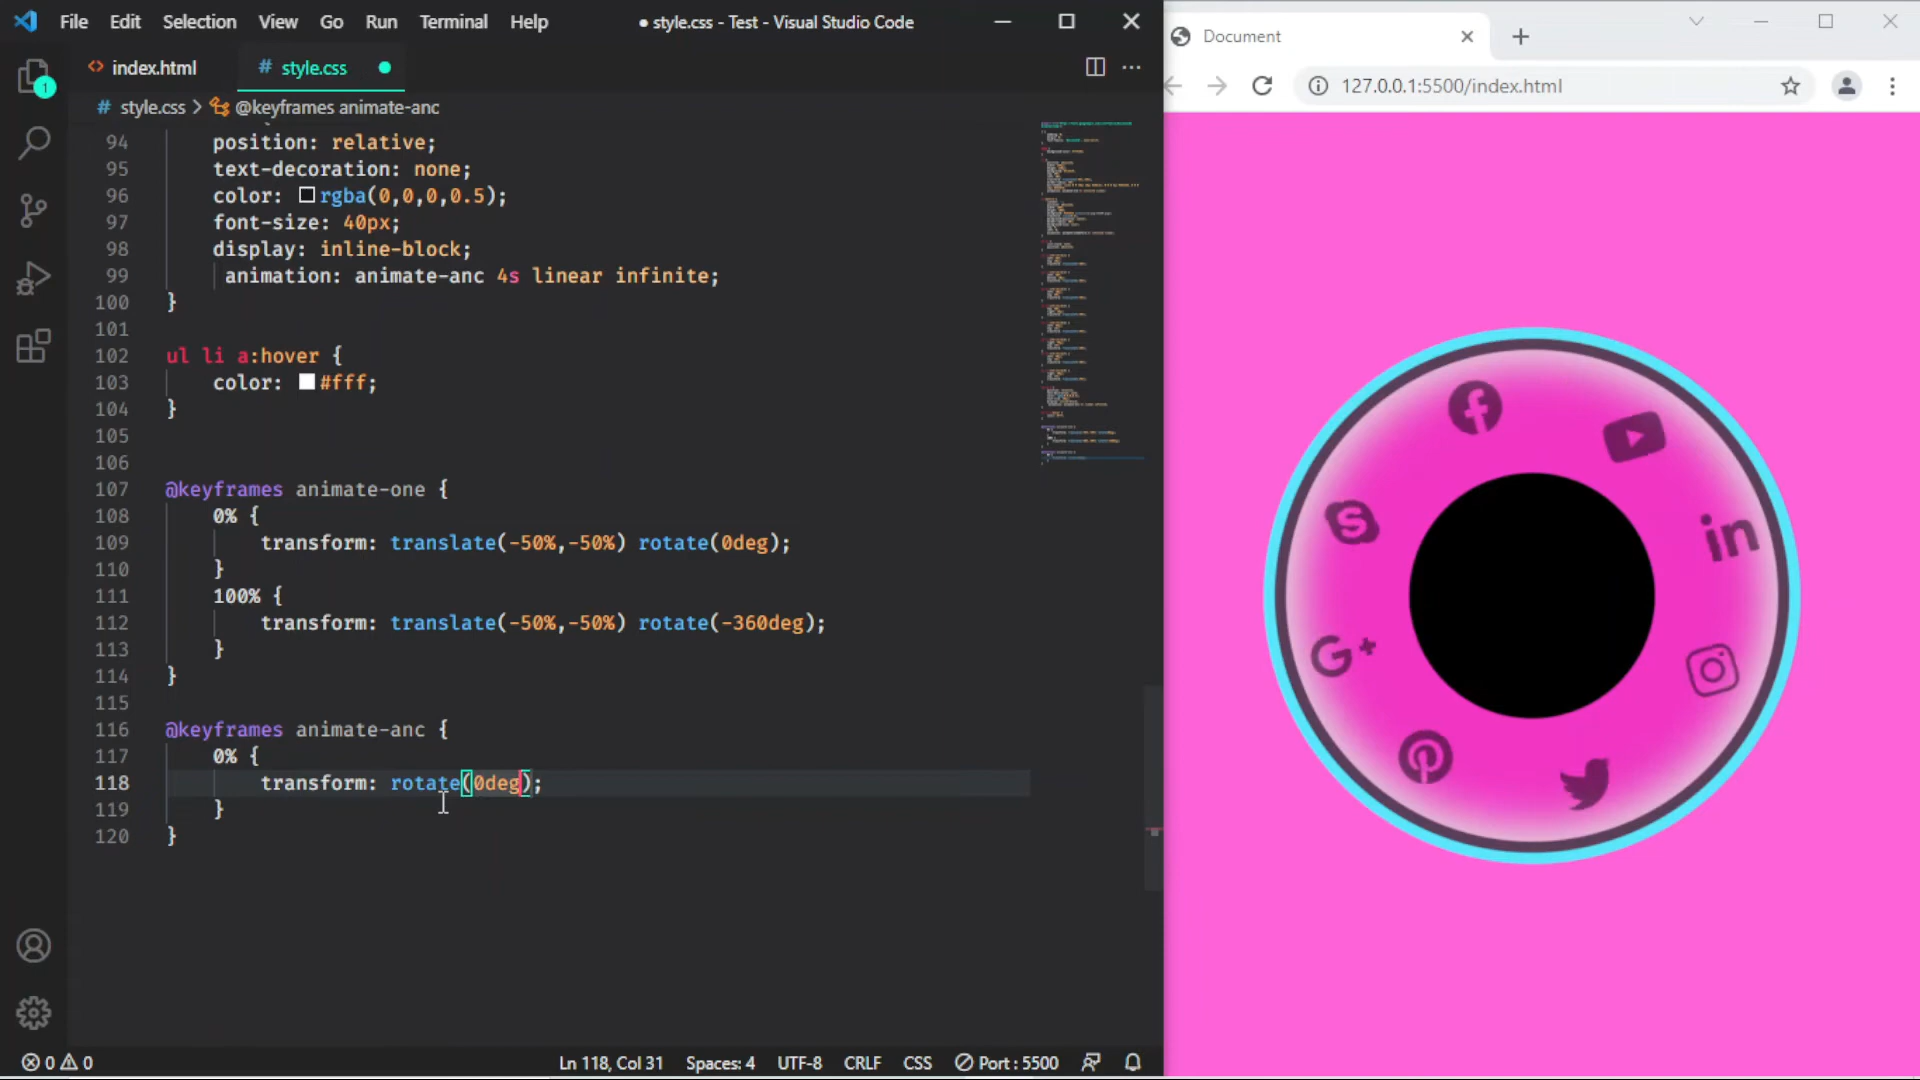 File Edit Selection View Go Run Terminal Help
● style.css - Test - Visual Studio Code
index.html
# style.css
1
# style.css > @keyframes animate-anc
94 position: relative;
95 text-decoration: none;
96 color: rgba(0,0,0,0.5);
97 font-size: 40px;
98 display: inline-block;
99 animation: animate-anc 4s linear infinite;
100 }
101
102 ul li a:hover {
103 color: #fff;
104 }
105
106
107 @keyframes animate-one {
108 0% {
109 transform: translate(-50%,-50%) rotate(0deg);
110 }
111 100% {
112 transform: translate(-50%,-50%) rotate(-360deg);
113 }
114 }
115
116 @keyframes animate-anc {
117 0% {
118 transform: rotate(0deg);
119 }
120 }
0 0 Ln 118, Col 31 Spaces: 4 UTF-8 CRLF CSS Port : 5500
Document
127.0.0.1:5500/index.html
in
G+